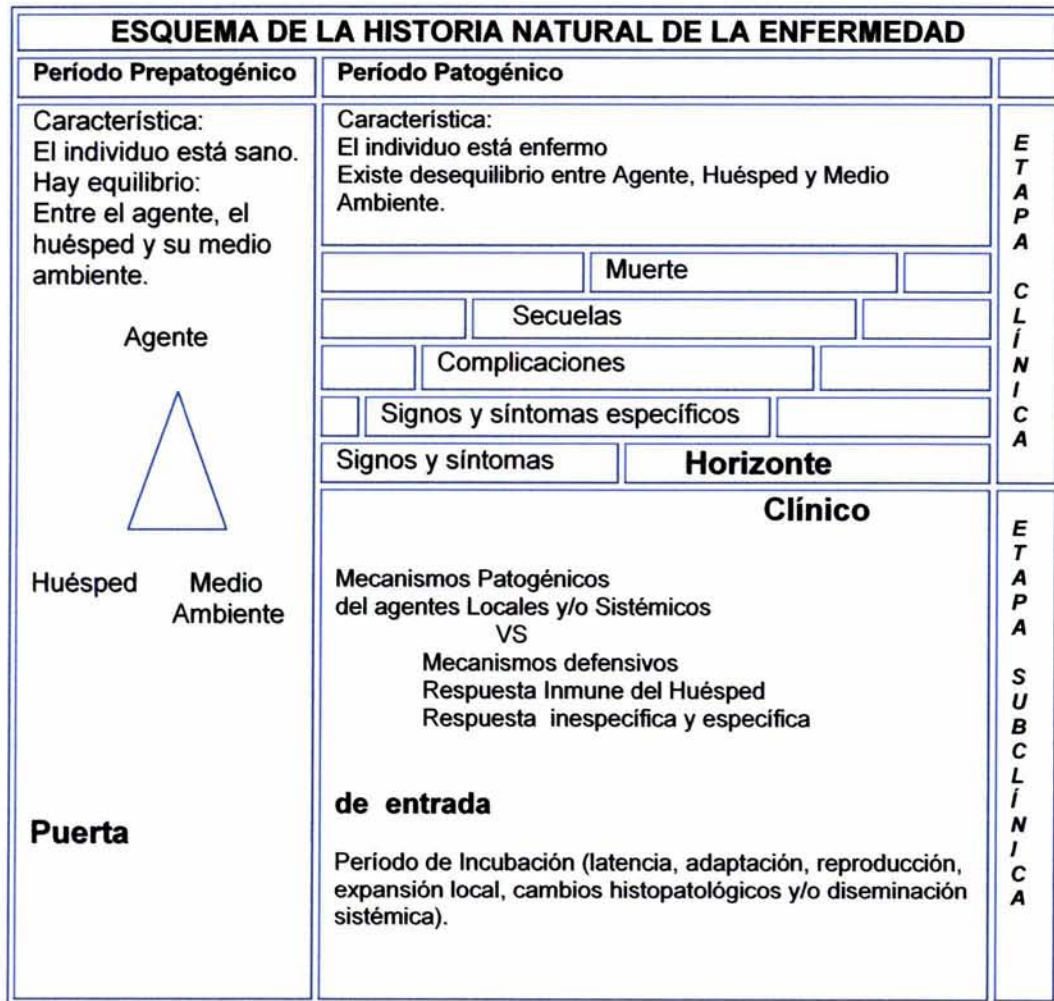 ESQUEMA DE LA HISTORIA NATURAL DE LA ENFERMEDAD
Período Prepatogénico
Característica:
El individuo está sano.
Hay equilibrio:
Entre el agente, el
huésped y su medio
ambiente.
Agente
Huésped Medio
Ambiente
Puerta
Período Patogénico
Característica:
El individuo está enfermo
Existe desequilibrio entre Agente, Huésped y Medio
Ambiente.
Muerte
Secuelas
Complicaciones
Signos y síntomas específicos
Signos y síntomas Horizonte
Clínico
Mecanismos Patogénicos
del agentes Locales y/o Sistémicos
VS
Mecanismos defensivos
Respuesta Inmune del Huésped
Respuesta inespecífica y específica
de entrada
Período de Incubación (latencia, adaptación, reproducción,
expansión local, cambios histopatológicos y/o diseminación
sistémica).
ETAPA CLÍNICA
ETAPA SUBCLÍNICA